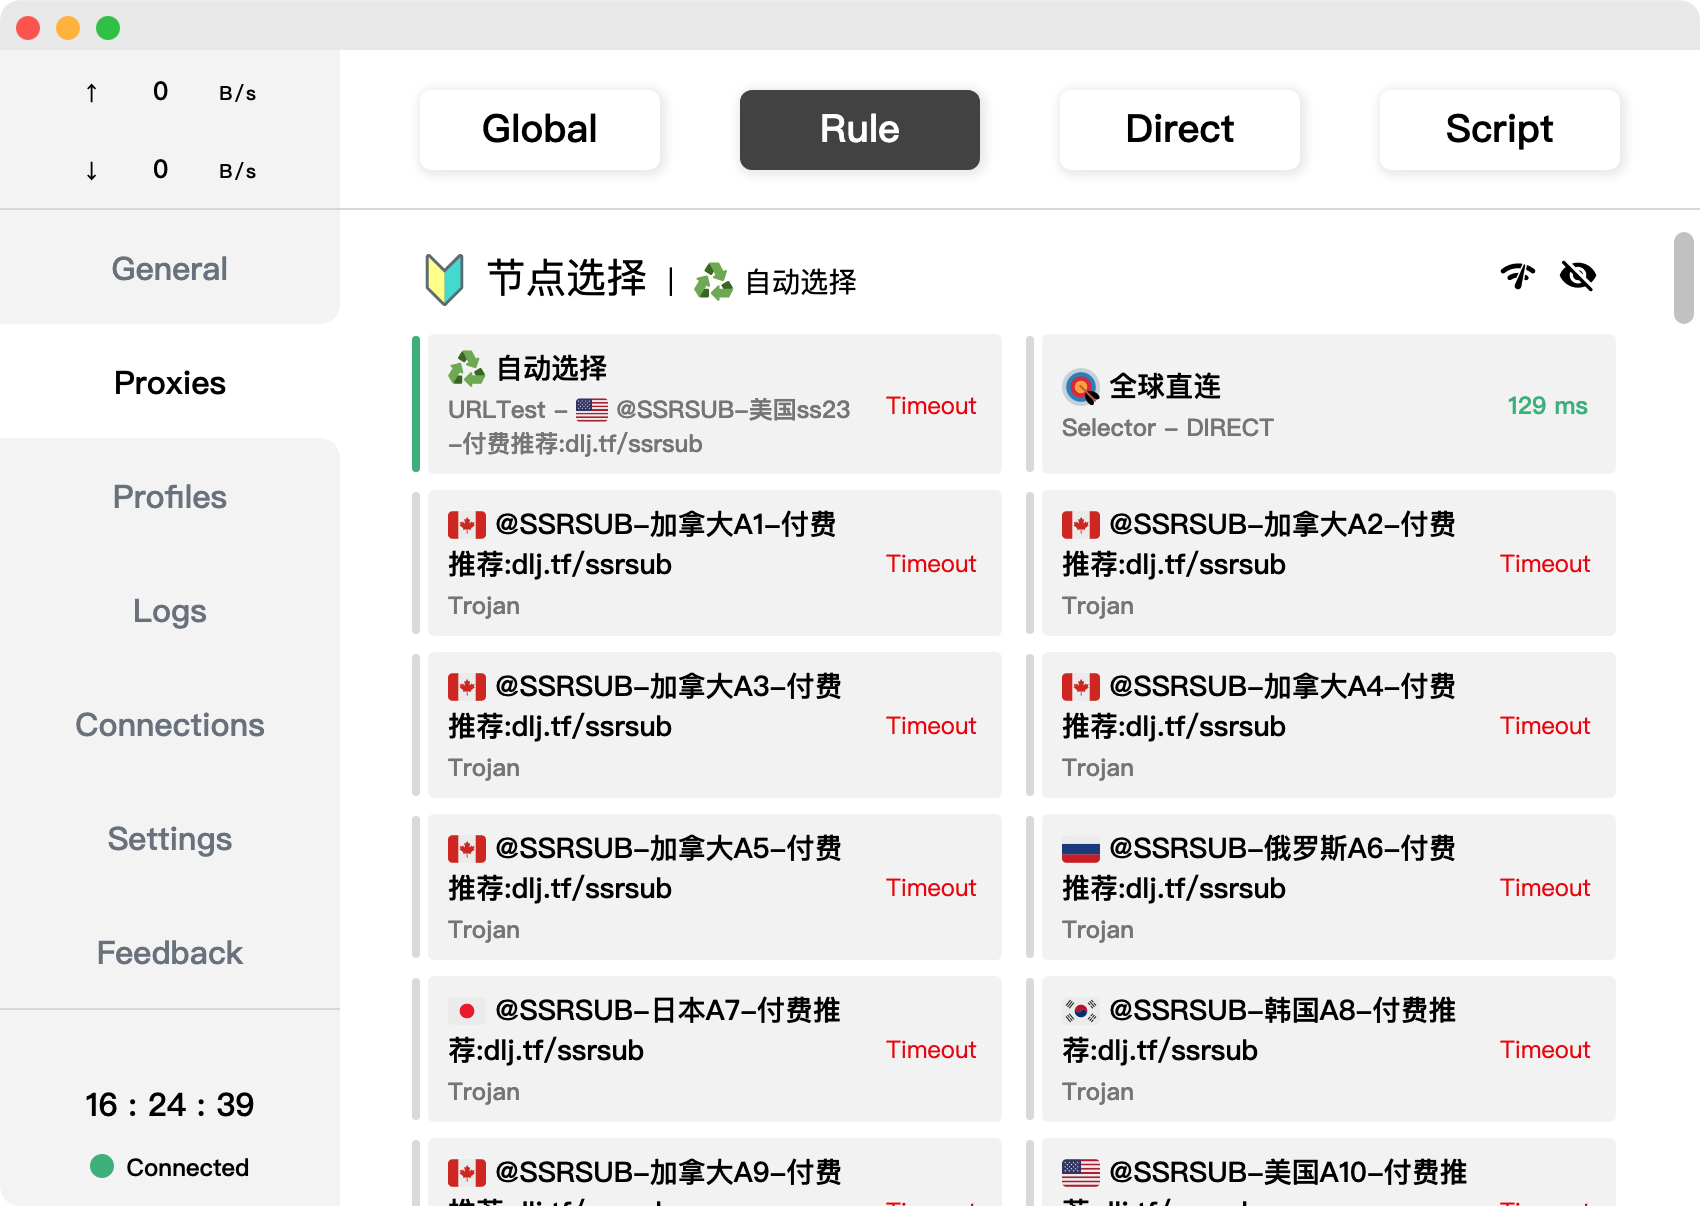 ↑ 0 B/s
↓ 0 B/s
General
Proxies
Profiles
Logs
Connections
Settings
Feedback
16 : 24 : 39
Connected
Global
Rule
Direct
Script
节点选择 | 自动选择
自动选择
URLTest - @SSRSUB-美国ss23
-付费推荐:dlj.tf/ssrsub
Timeout
全球直连
Selector - DIRECT
129 ms
@SSRSUB-加拿大A1-付费
推荐:dlj.tf/ssrsub
Trojan
Timeout
@SSRSUB-加拿大A2-付费
推荐:dlj.tf/ssrsub
Trojan
Timeout
@SSRSUB-加拿大A3-付费
推荐:dlj.tf/ssrsub
Trojan
Timeout
@SSRSUB-加拿大A4-付费
推荐:dlj.tf/ssrsub
Trojan
Timeout
@SSRSUB-加拿大A5-付费
推荐:dlj.tf/ssrsub
Trojan
Timeout
@SSRSUB-俄罗斯A6-付费
推荐:dlj.tf/ssrsub
Trojan
Timeout
@SSRSUB-日本A7-付费推
荐:dlj.tf/ssrsub
Trojan
Timeout
@SSRSUB-韩国A8-付费推
荐:dlj.tf/ssrsub
Trojan
Timeout
@SSRSUB-加拿大A9-付费
@SSRSUB-美国A10-付费推